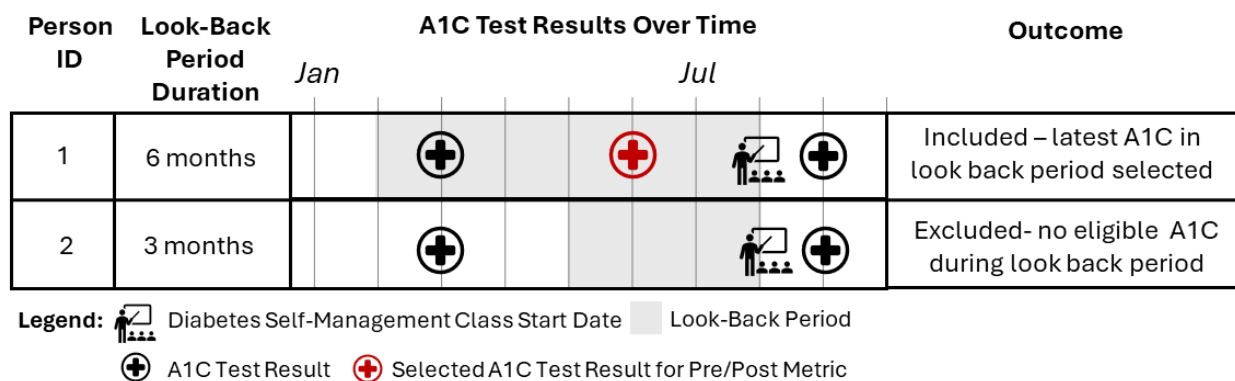 Person ID
Look-Back Period Duration
A1C Test Results Over Time
Outcome
Jan
Jul
1
6 months
Included – latest A1C in
look back period selected
2
3 months
Excluded- no eligible A1C
during look back period
Legend: Diabetes Self-Management Class Start Date Look-Back Period
A1C Test Result Selected A1C Test Result for Pre/Post Metric